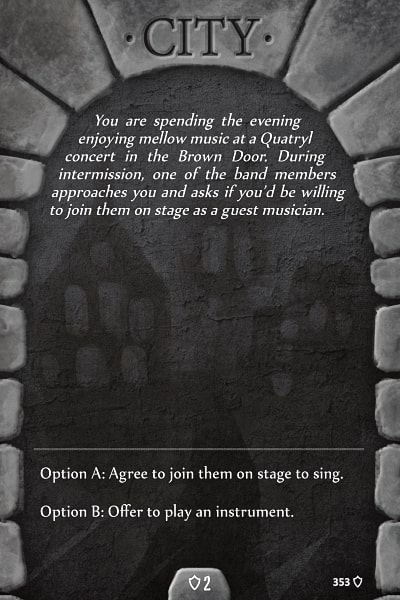 · CITY ·
You are spending the evening
enjoying mellow music at a Quatryl
concert in the Brown Door. During
intermission, one of the band members
approaches you and asks if you'd be willing
to join them on stage as a guest musician.
Option A: Agree to join them on stage to sing.
Option B: Offer to play an instrument.
2
353